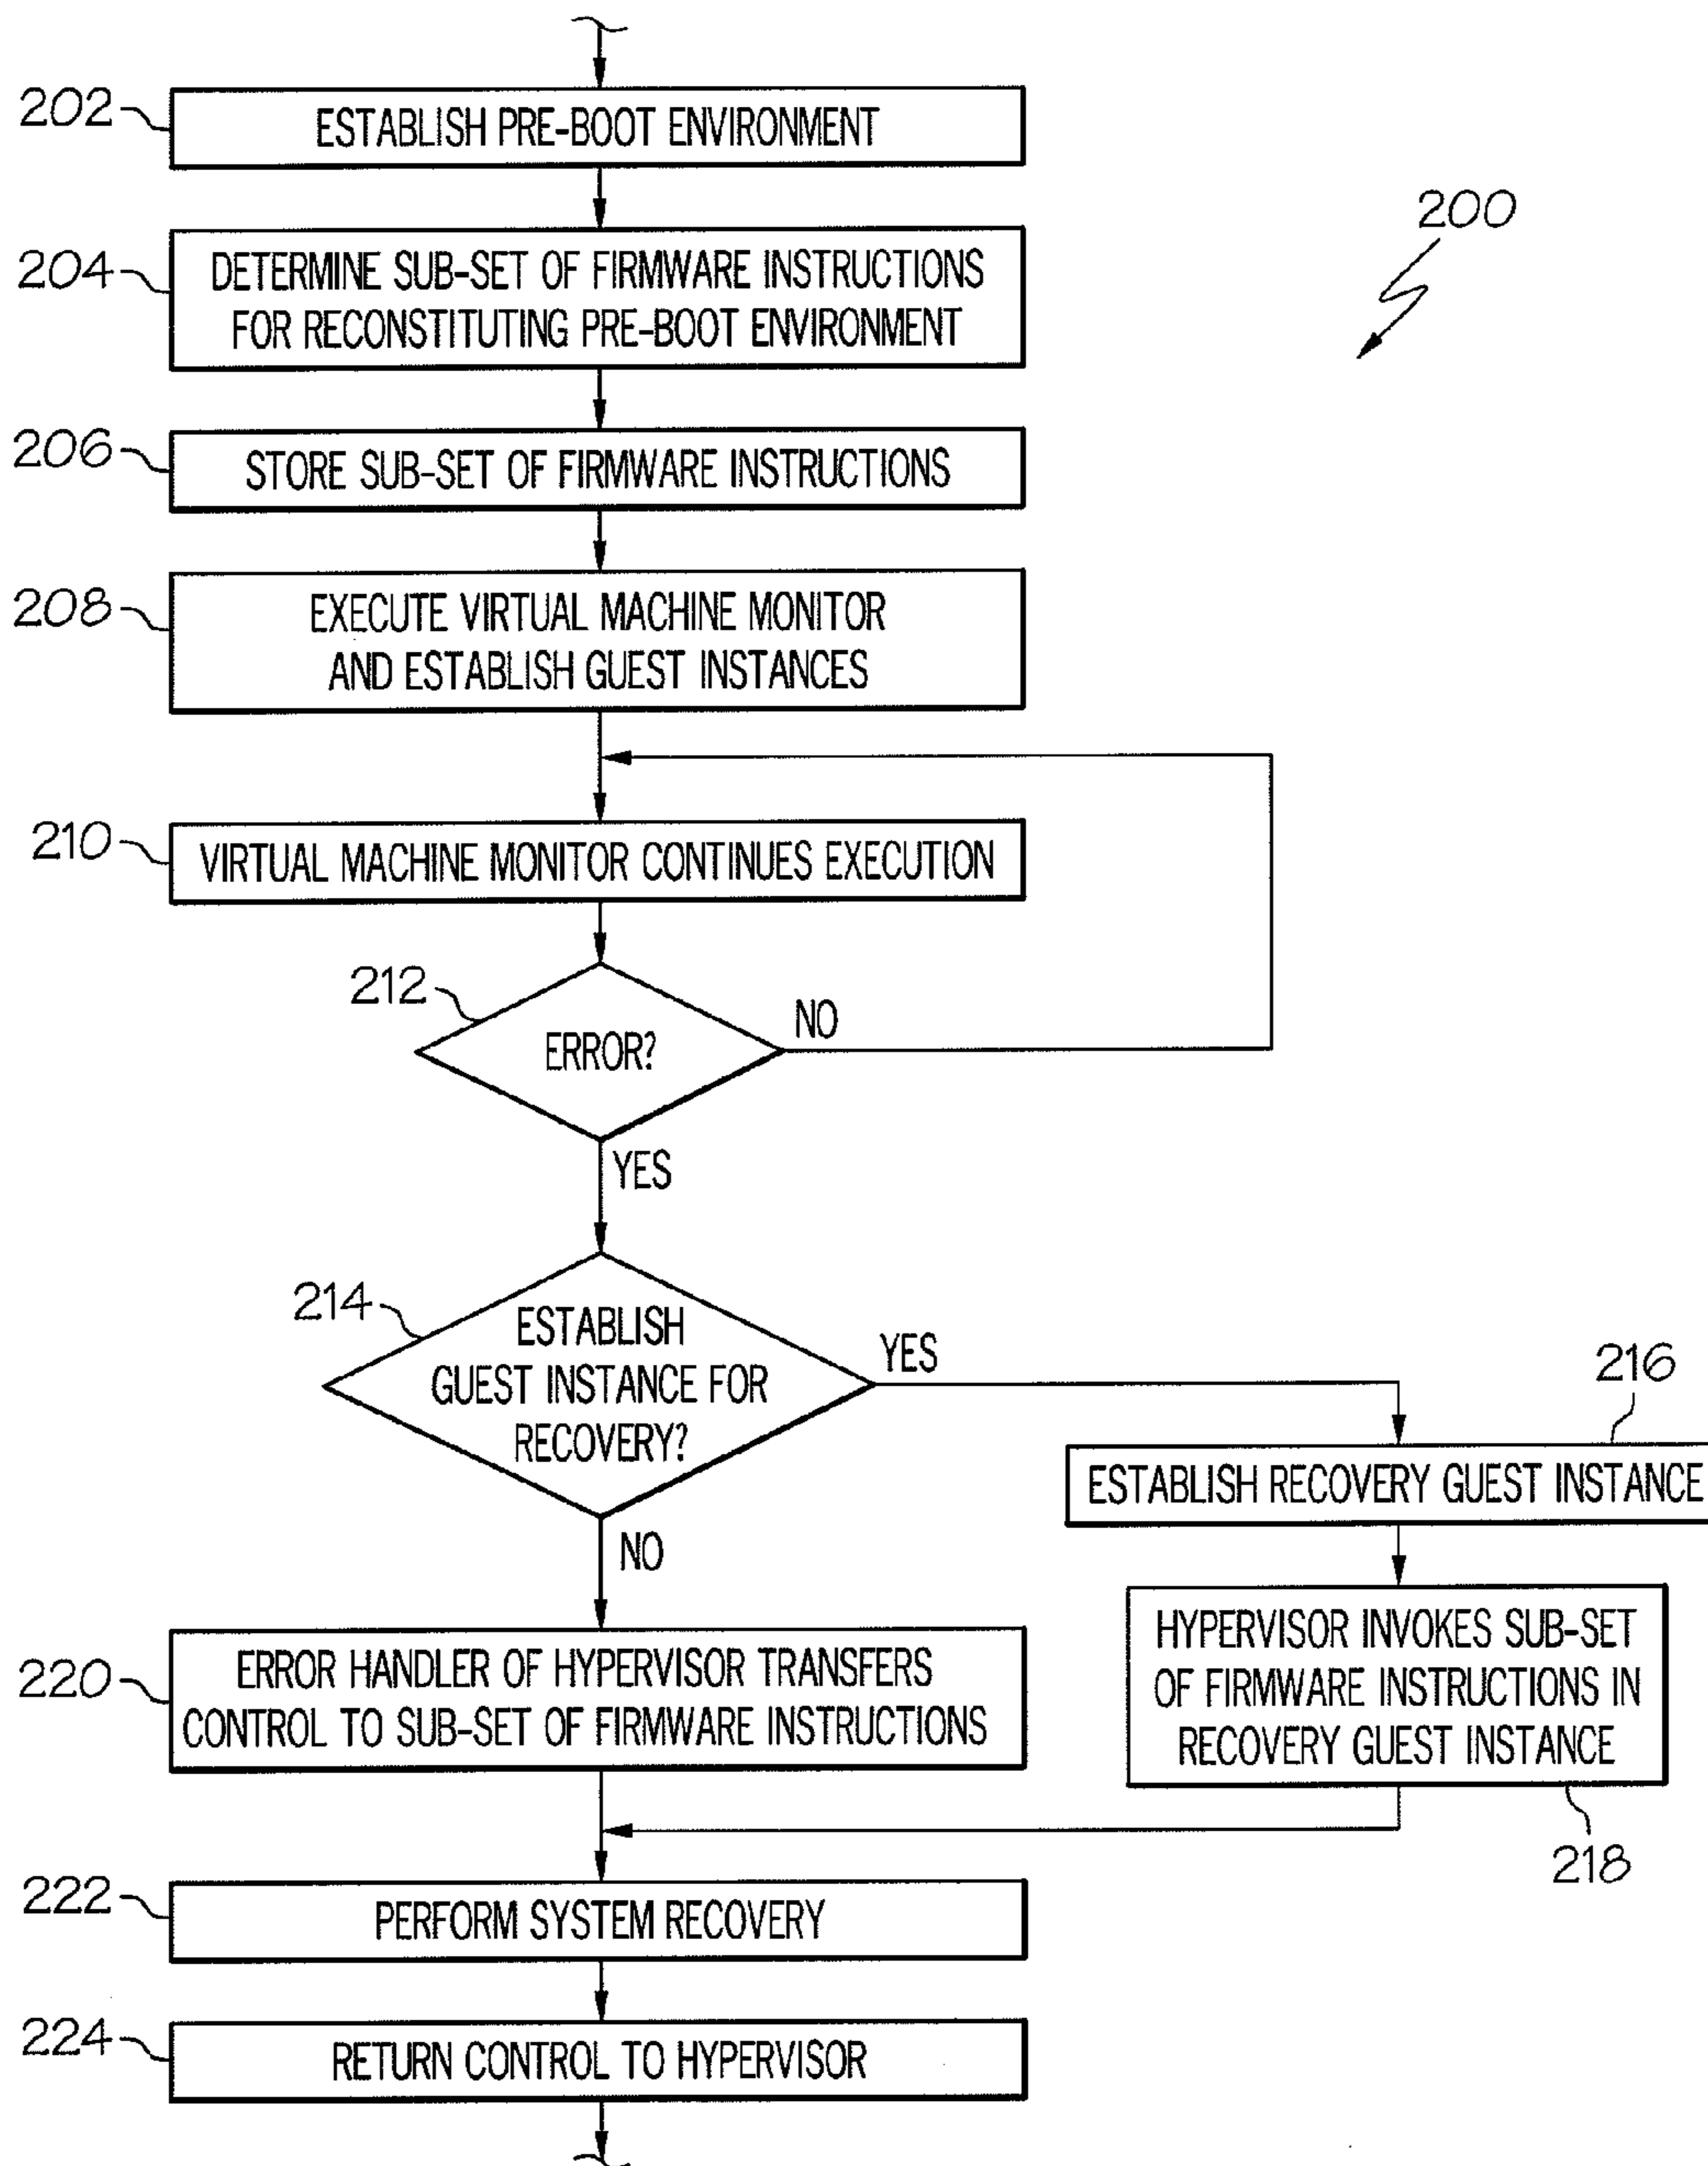 202
ESTABLISH PRE-BOOT ENVIRONMENT
200
204
DETERMINE SUB-SET OF FIRMWARE INSTRUCTIONS
FOR RECONSTITUTING PRE-BOOT ENVIRONMENT
206
STORE SUB-SET OF FIRMWARE INSTRUCTIONS
208
EXECUTE VIRTUAL MACHINE MONITOR
AND ESTABLISH GUEST INSTANCES
210
VIRTUAL MACHINE MONITOR CONTINUES EXECUTION
212
ERROR?
NO
YES
214
ESTABLISH
GUEST INSTANCE FOR
RECOVERY?
YES
NO
216
ESTABLISH RECOVERY GUEST INSTANCE
HYPERVISOR INVOKES SUB-SET
OF FIRMWARE INSTRUCTIONS IN
RECOVERY GUEST INSTANCE
218
220
ERROR HANDLER OF HYPERVISOR TRANSFERS
CONTROL TO SUB-SET OF FIRMWARE INSTRUCTIONS
222
PERFORM SYSTEM RECOVERY
224
RETURN CONTROL TO HYPERVISOR